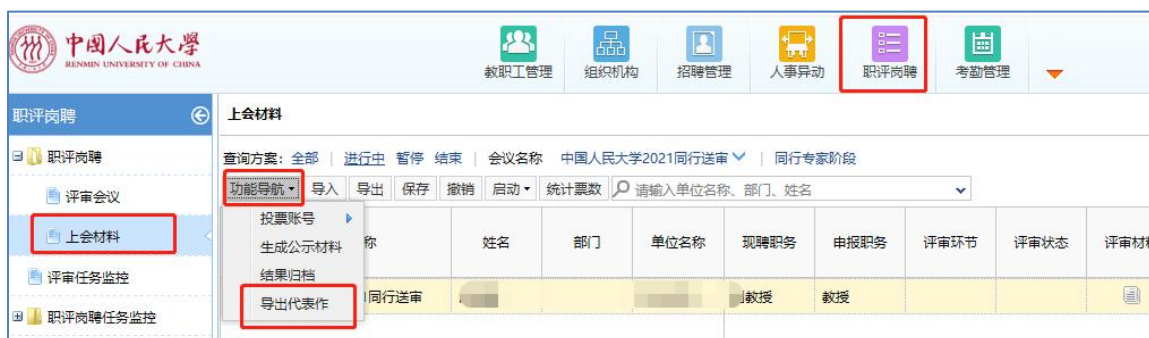 中国人民大学
RENMIN UNIVERSITY OF CHINA
教职工管理 组织机构 招聘管理 人事异动 职评岗聘 考勤管理
职评岗聘 上会材料
职评岗聘
查询方案：全部 | 进行中 暂停 结束 | 会议名称 中国人民大学2021同行送审 | 同行专家阶段
评审会议
功能导航 导入 导出 保存 撤销 启动 统计票数 请输入单位名称、部门、姓名
上会材料
投票账号
生成公示材料
结果归档
导出代表作
称 姓名 部门 单位名称 现聘职务 申报职务 评审环节 评审状态 评审材
评审任务监控
同行送审 教授 教授
职评岗聘任务监控